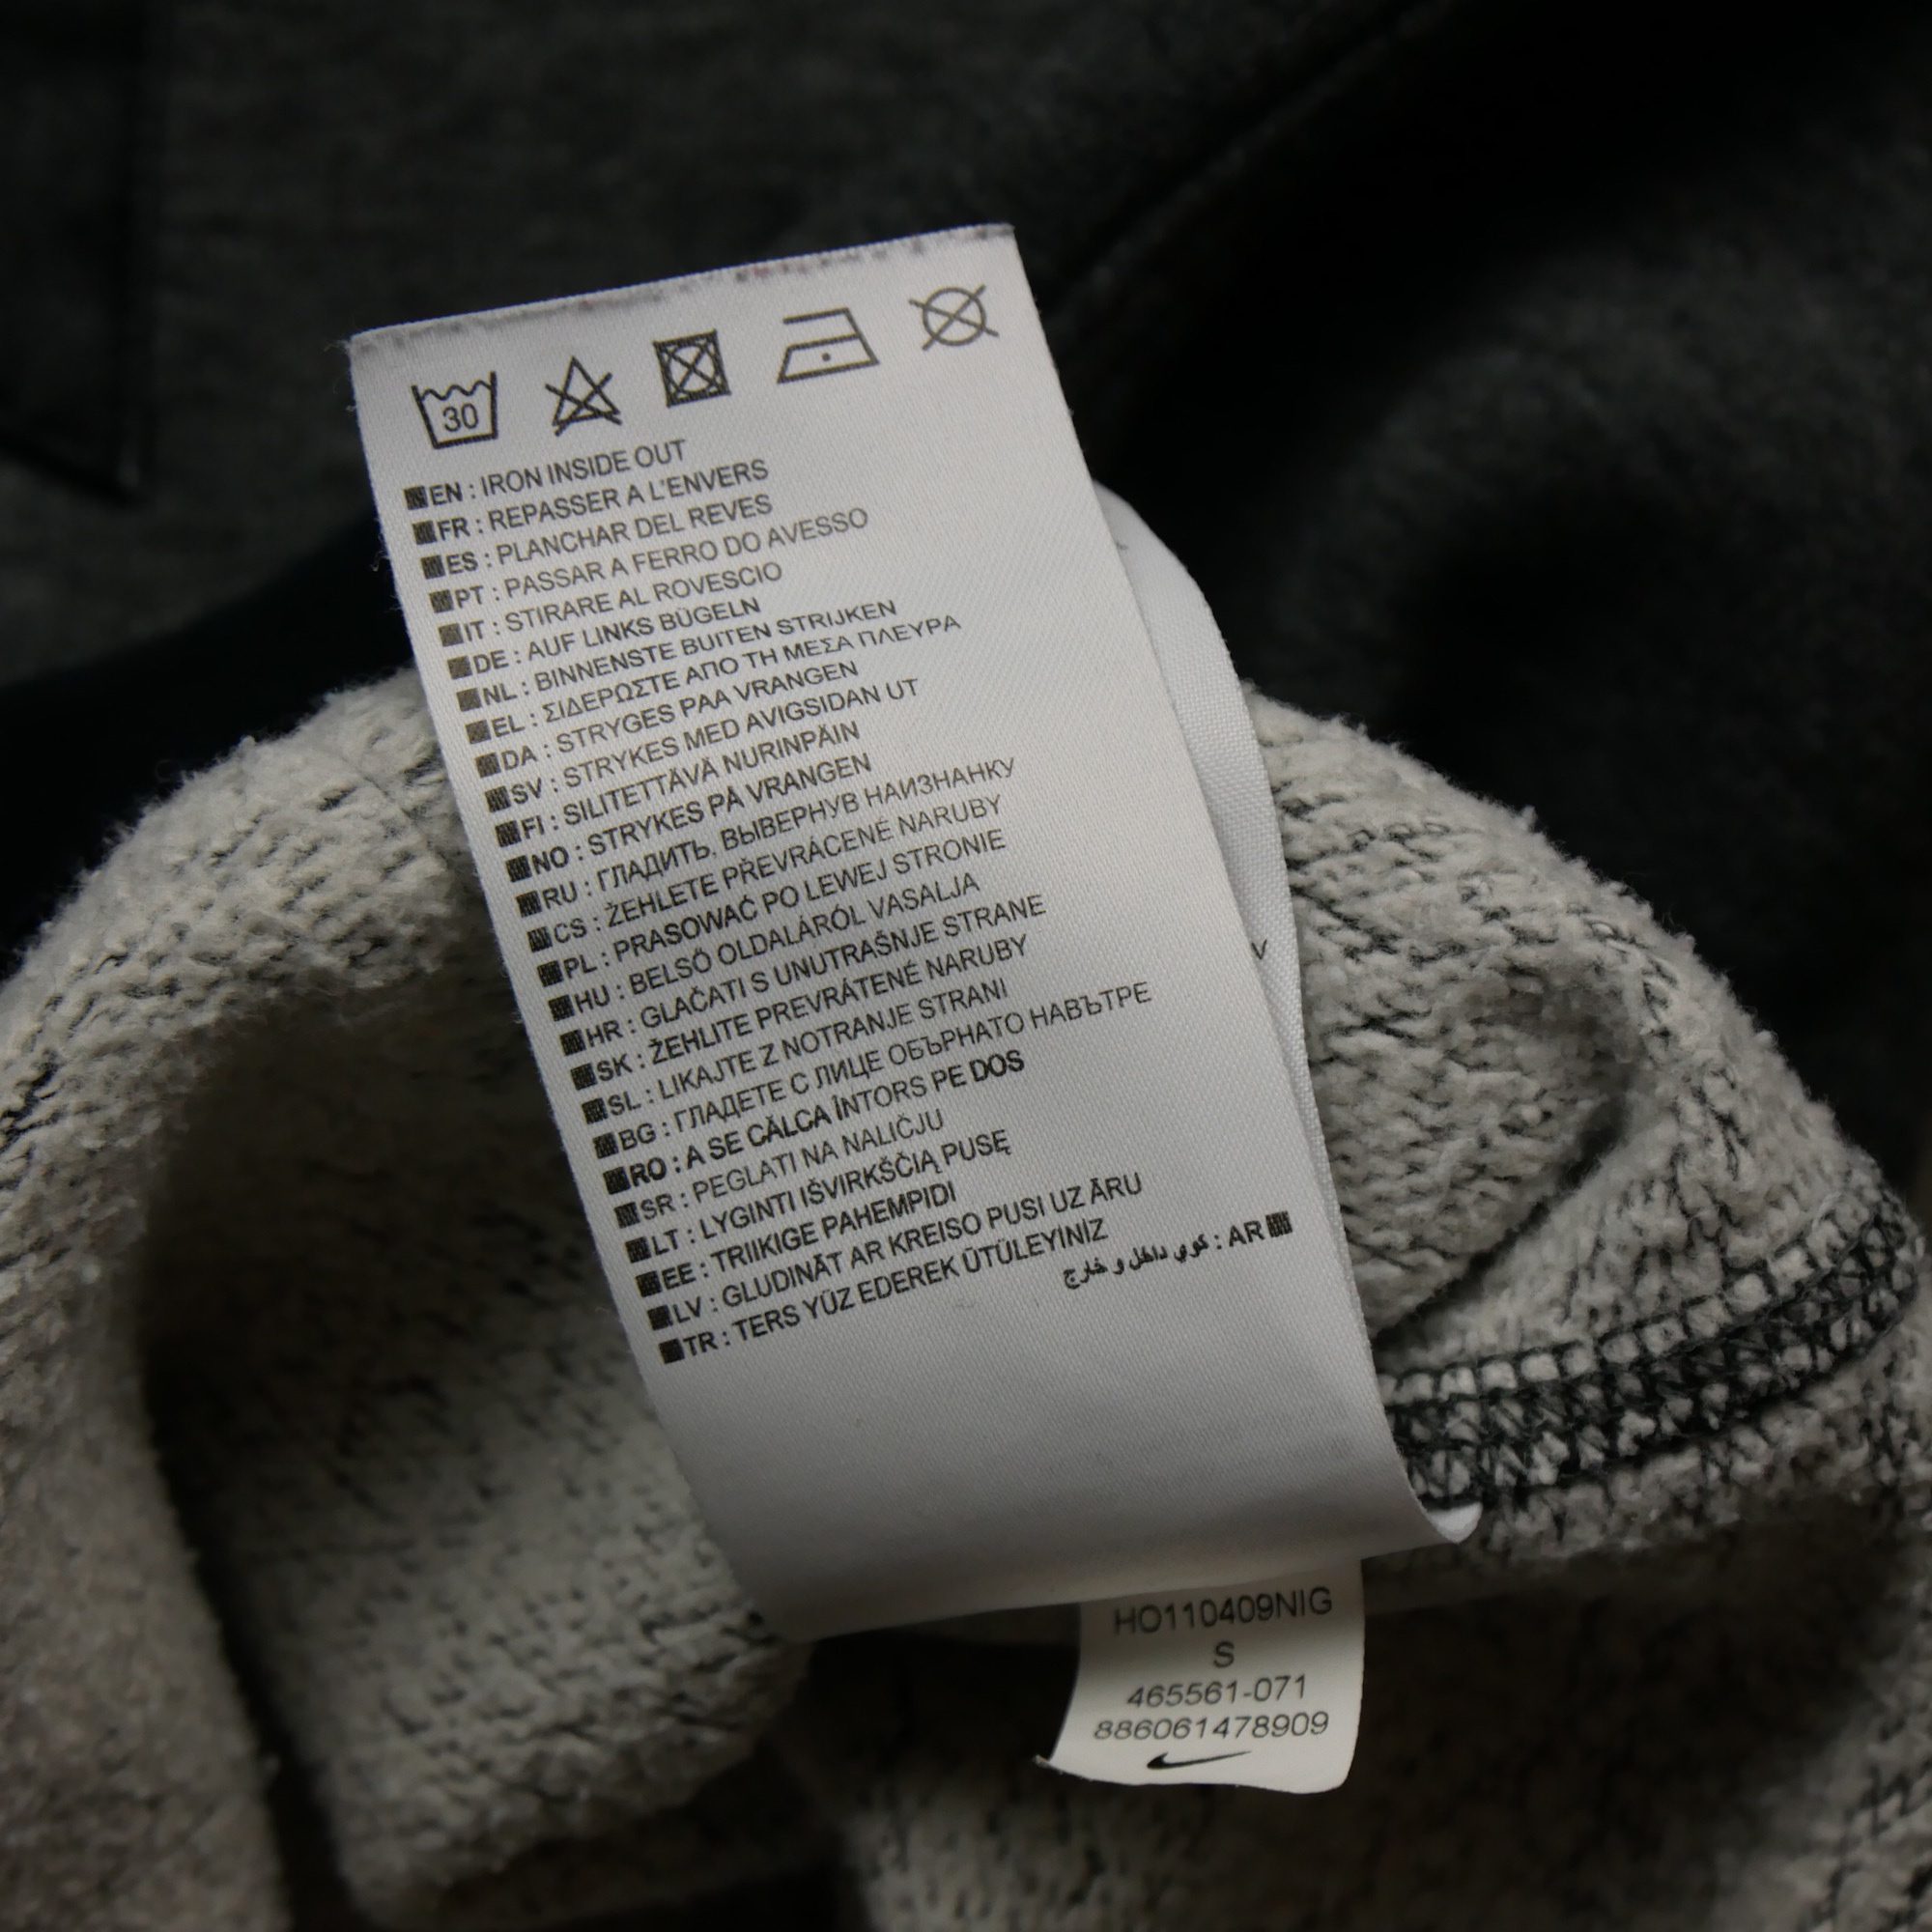 30
EN : IRON INSIDE OUT
FR : REPASSER A L'ENVERS
ES : PLANCHAR DEL REVES
PT : PASSAR A FERRO DO AVESSO
IT : STIRARE AL ROVESCIO
DE : AUF LINKS BÜGELN
NL : BINNENSTE BUITEN STRIJKEN
EL : ΣΙΔΕΡΩΣΤΕ ΑΠΟ ΤΗ ΜΕΣΑ ΠΛΕΥΡΑ
DA : STRYGES PAA VRANGEN
SV : STRYKES MED AVIGSIDAN UT
FI : SILITETTÄVÄ NURINPÄIN
NO : STRYKES PÅ VRANGEN
RU : ГЛАДИТЬ, ВЫВЕРНУВ НАИЗНАНКУ
CS : ŽEHLETE PŘEVRÁCENÉ NARUBY
PL : PRASOWAĆ PO LEWEJ STRONIE
HU : BELSŐ OLDALÁRÓL VASALJA
HR : GLAČATI S UNUTRAŠNJE STRANE
SK : ŽEHLITE PREVRÁTENÉ NARUBY
SL : LIKAJTE Z NOTRANJE STRANI
BG : ГЛАДЕТЕ С ЛИЦЕ ОБЪРНАТО НАВЪТРЕ
RO : A SE CĂLCA ÎNTORS PE DOS
SR : PEGLATI NA NALIČJU
LT : LYGINTI IŠVIRKŠČIĄ PUSĘ
EE : TRIIKIGE PAHEMPIDI
LV : GLUDINĀT AR KREISO PUSI UZ ĀRU
TR : TERS YÜZ EDEREK ÜTÜLEYINIZ
AR : كوي داخل و خارج
V
HO110409NIG
S
465561-071
886061478909